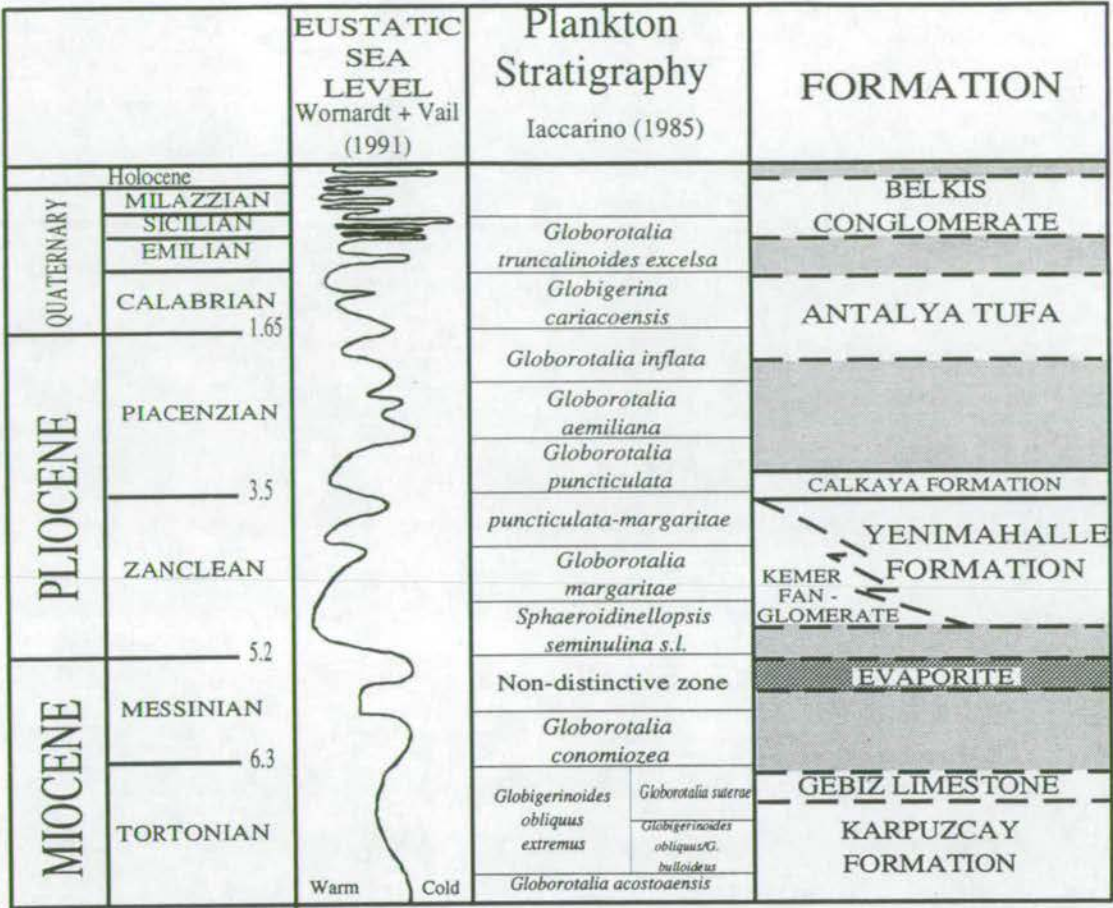 EUSTATIC
SEA
LEVEL
Wornardt + Vail
(1991)
Plankton
Stratigraphy
Iaccarino (1985)
FORMATION
Holocene
QUATERNARY
MILAZZIAN
SICILIAN
EMILIAN
CALABRIAN
1.65
PLIOCENE
PIACENZIAN
3.5
ZANCLEAN
5.2
MIOCENE
MESSINIAN
6.3
TORTONIAN
Warm
Cold
Globorotalia
truncalinoides excelsa
Globigerina
cariacoensis
Globorotalia inflata
Globorotalia
aemiliana
Globorotalia
puncticulata
puncticulata-margaritae
Globorotalia
margaritae
Sphaeroidinellopsis
seminulina s.l.
Non-distinctive zone
Globorotalia
conomiozea
Globigerinoides
obliquus
extremus
Globorotalia suterae
Globigerinoides
obliquus/G.
bulloideus
Globorotalia acostoaensis
BELKIS
CONGLOMERATE
ANTALYA TUFA
CALKAYA FORMATION
YENIMAHALLE
FORMATION
KEMER
FAN -
GLOMERATE
EVAPORITE
GEBIZ LIMESTONE
KARPUZCAY
FORMATION